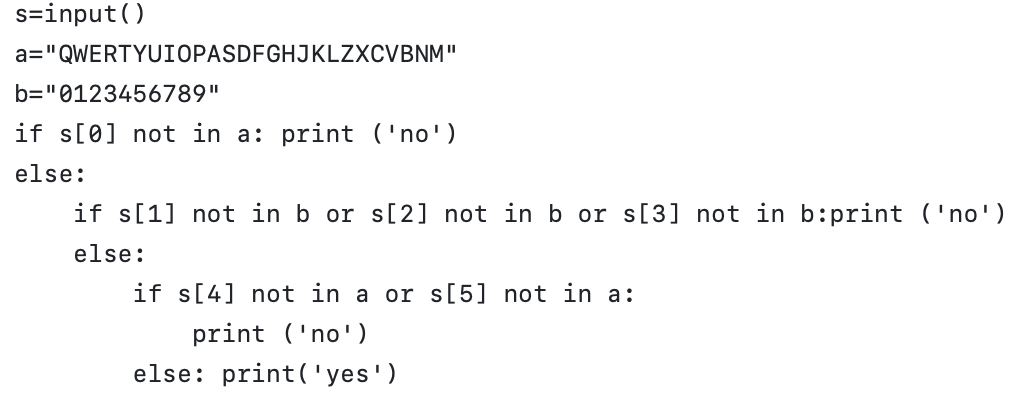 s=input()
a="QWERTYUIOPASDFGHJKLZXCVBNM"
b="0123456789"
if s[0] not in a: print ('no')
else:
    if s[1] not in b or s[2] not in b or s[3] not in b:print ('no')
    else:
        if s[4] not in a or s[5] not in a:
            print ('no')
        else: print('yes')